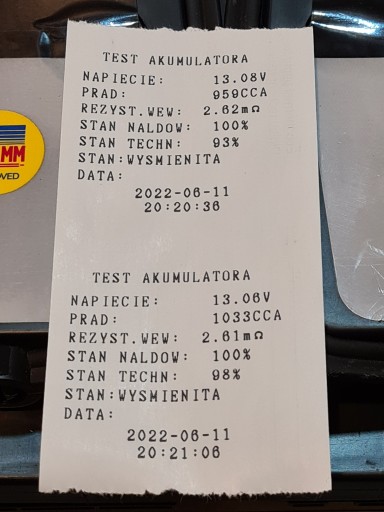 MM
OVED
TEST AKUMULATORA
NAPIECIE: 13.08V
PRAD: 959CCA
REZYST.WEW: 2.62mΩ
STAN NALDOW: 100%
STAN TECHN: 93%
STAN:WYSMIENITA
DATA:
2022-06-11
20:20:36
TEST AKUMULATORA
NAPIECIE: 13.06V
PRAD: 1033CCA
REZYST.WEW: 2.61mΩ
STAN NALDOW: 100%
STAN TECHN: 98%
STAN:WYSMIENITA
DATA:
2022-06-11
20:21:06